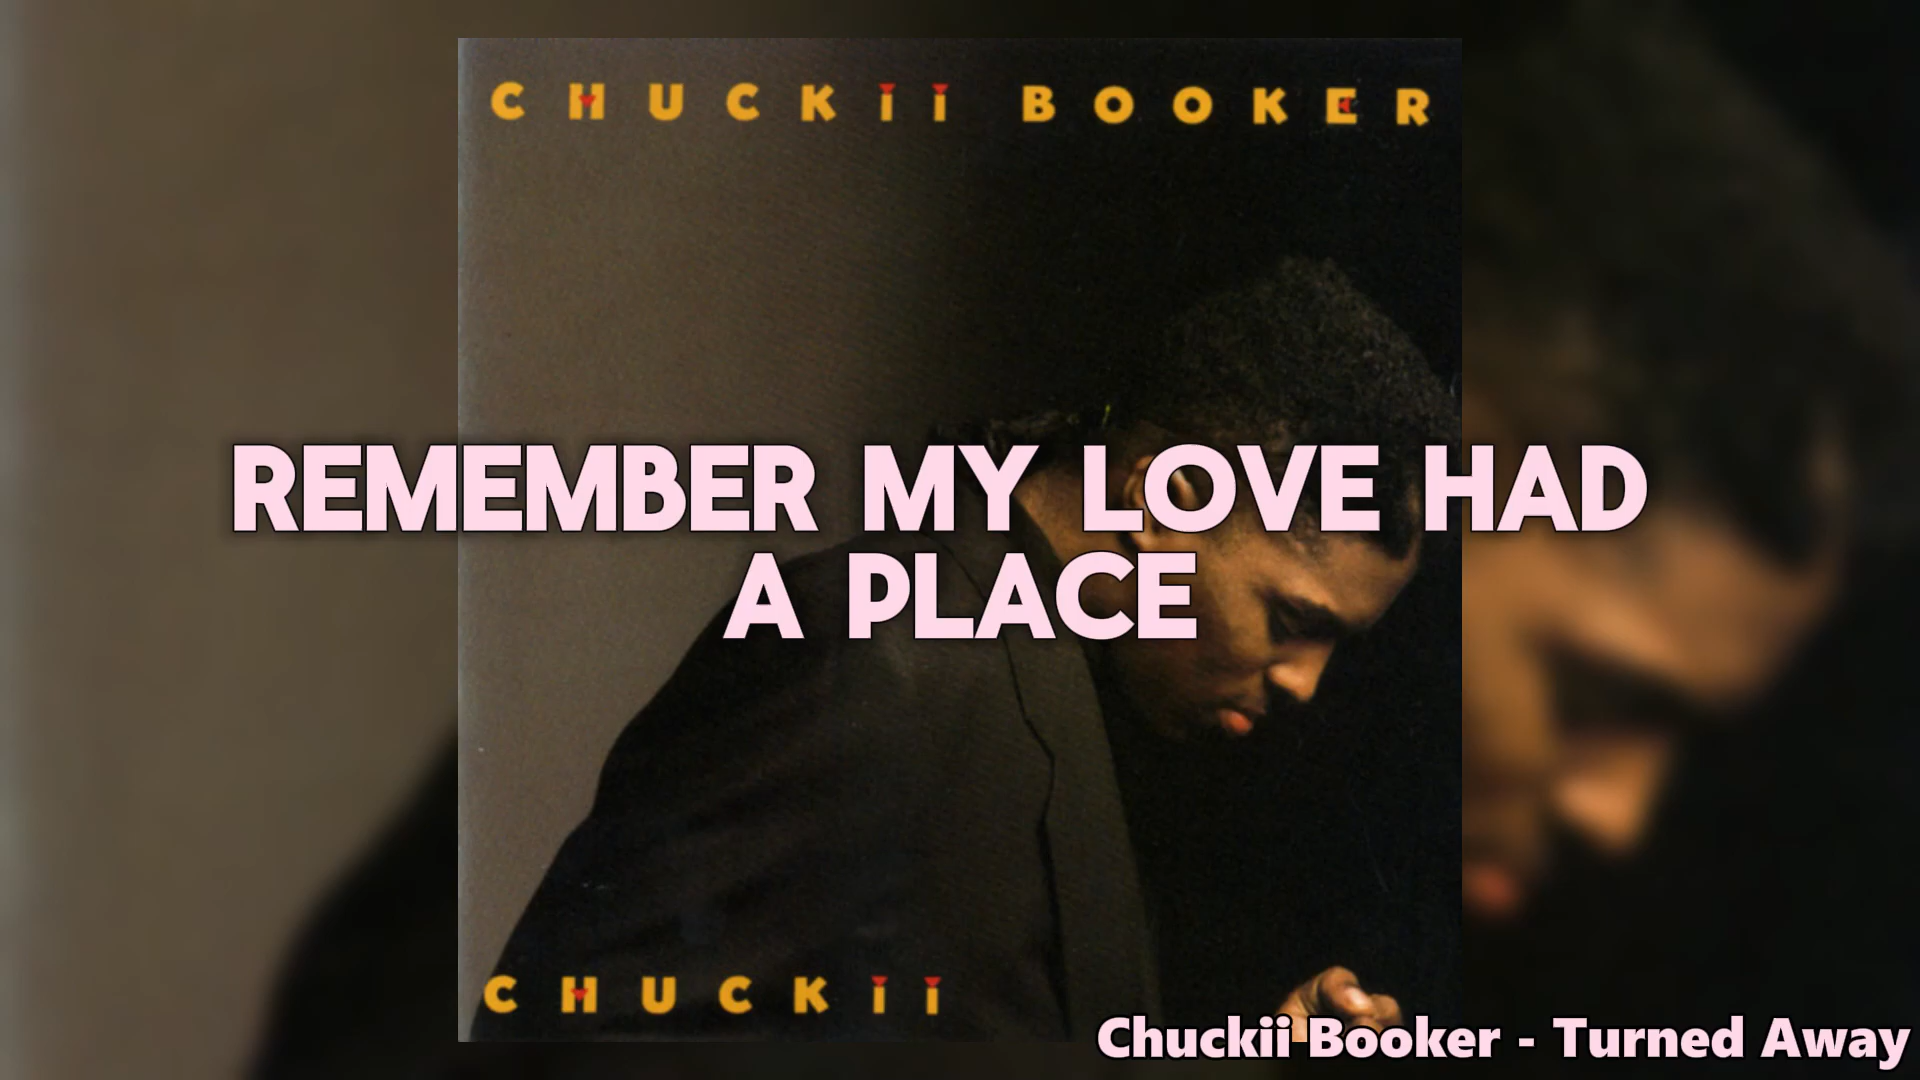 CHUCKii BOOKER
REMEMBER MY LOVE HAD
A PLACE
CHUCKii
Chuckii Booker - Turned Away